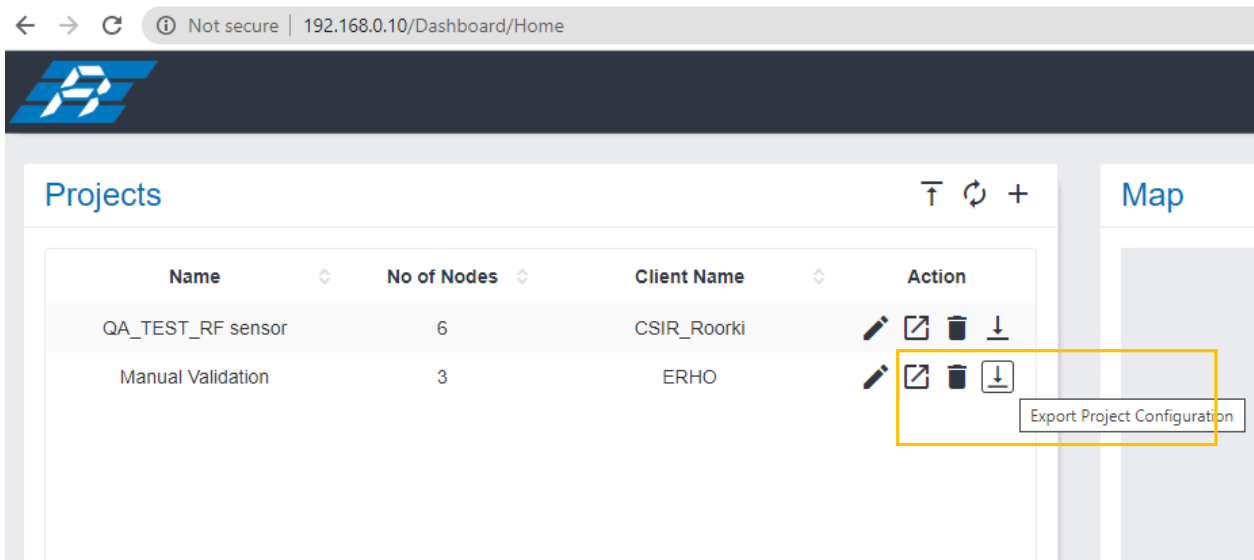 Not secure | 192.168.0.10/Dashboard/Home
Projects
Map
Name No of Nodes Client Name Action
QA_TEST_RF sensor 6 CSIR_Roorki
Manual Validation 3 ERHO
Export Project Configuration